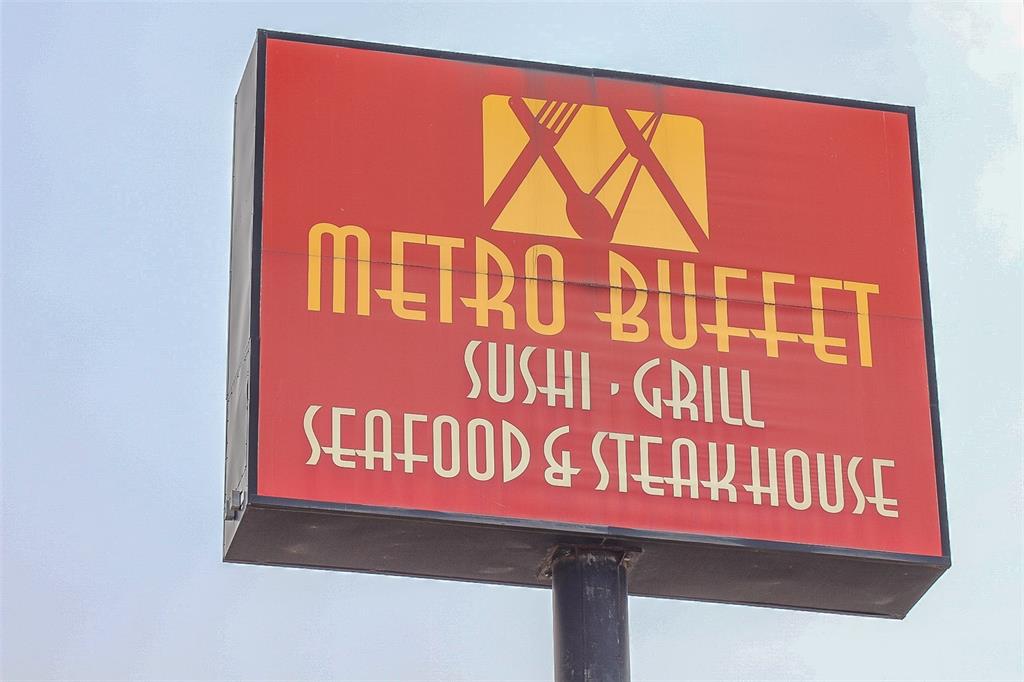 METRO BUFFET
SUSHI , GRILL
SEAFOOD & STEAKHOUSE